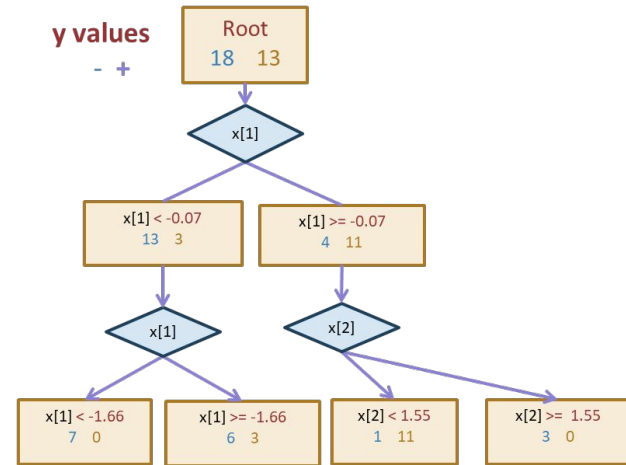 y values
- +
Root
18 13
x[1]
x[1] < -0.07
13 3
x[1] >= -0.07
4 11
x[1]
x[2]
x[1] < -1.66
7 0
x[1] >= -1.66
6 3
x[2] < 1.55
1 11
x[2] >= 1.55
3 0